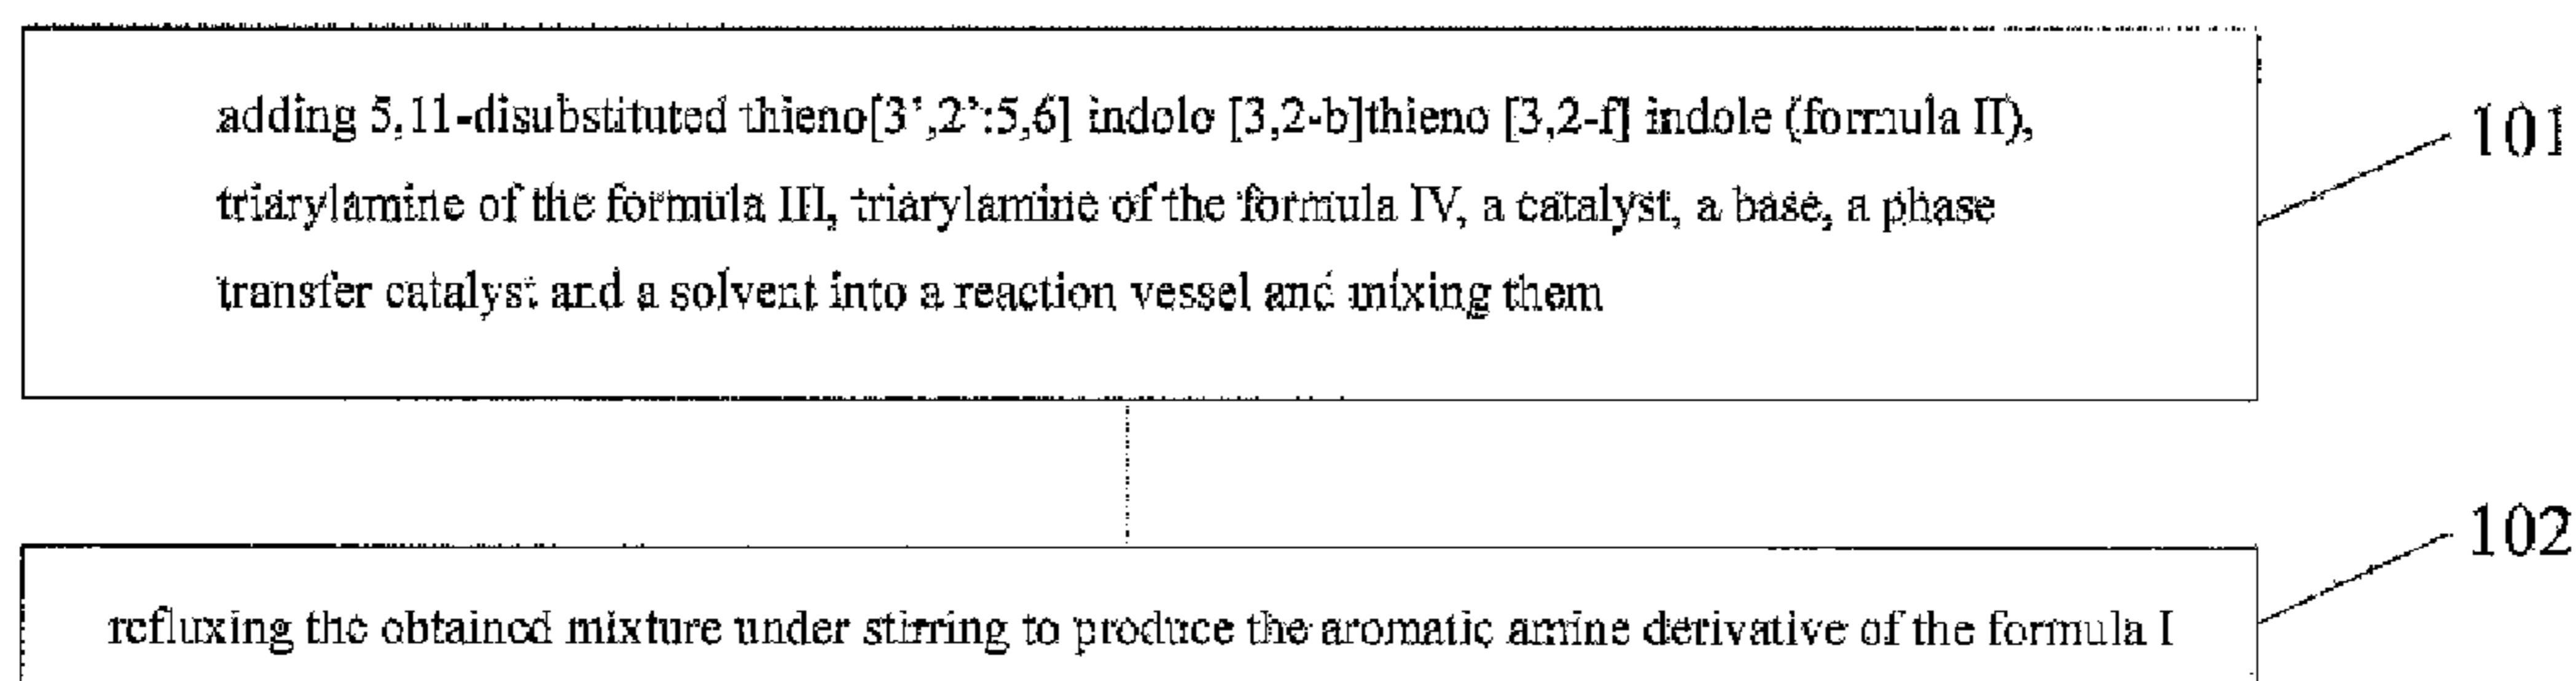 adding 5,11-disubstituted thieno[3',2':5,6] indolo [3,2-b]thieno [3,2-f] indole (formula II),
triarylamine of the formula III, triarylamine of the formula IV, a catalyst, a base, a phase
transfer catalyst and a solvent into a reaction vessel and mixing them
101
refluxing the obtained mixture under stirring to produce the aromatic amine derivative of the formula I
102